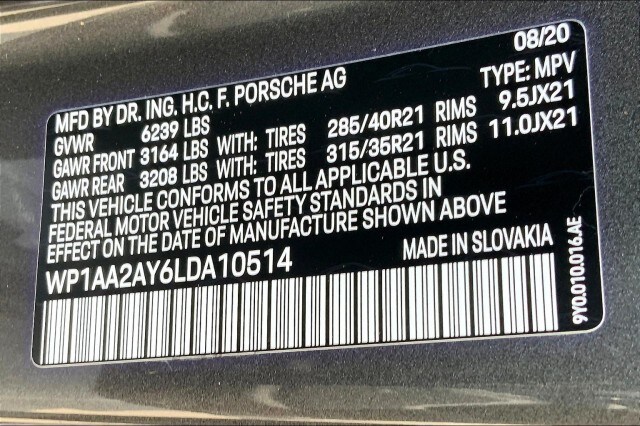 08/20
MFD BY DR. ING. H.C. F. PORSCHE AG TYPE: MPV
GVWR 6239 LBS
GAWR FRONT 3164 LBS WITH: TIRES 285/40R21 RIMS 9.5JX21
GAWR REAR 3208 LBS WITH: TIRES 315/35R21 RIMS 11.0JX21
THIS VEHICLE CONFORMS TO ALL APPLICABLE U.S.
FEDERAL MOTOR VEHICLE SAFETY STANDARDS IN
EFFECT ON THE DATE OF MANUFACTURE SHOWN ABOVE
WP1AA2AY6LDA10514 MADE IN SLOVAKIA
9Y0.010.016.AE